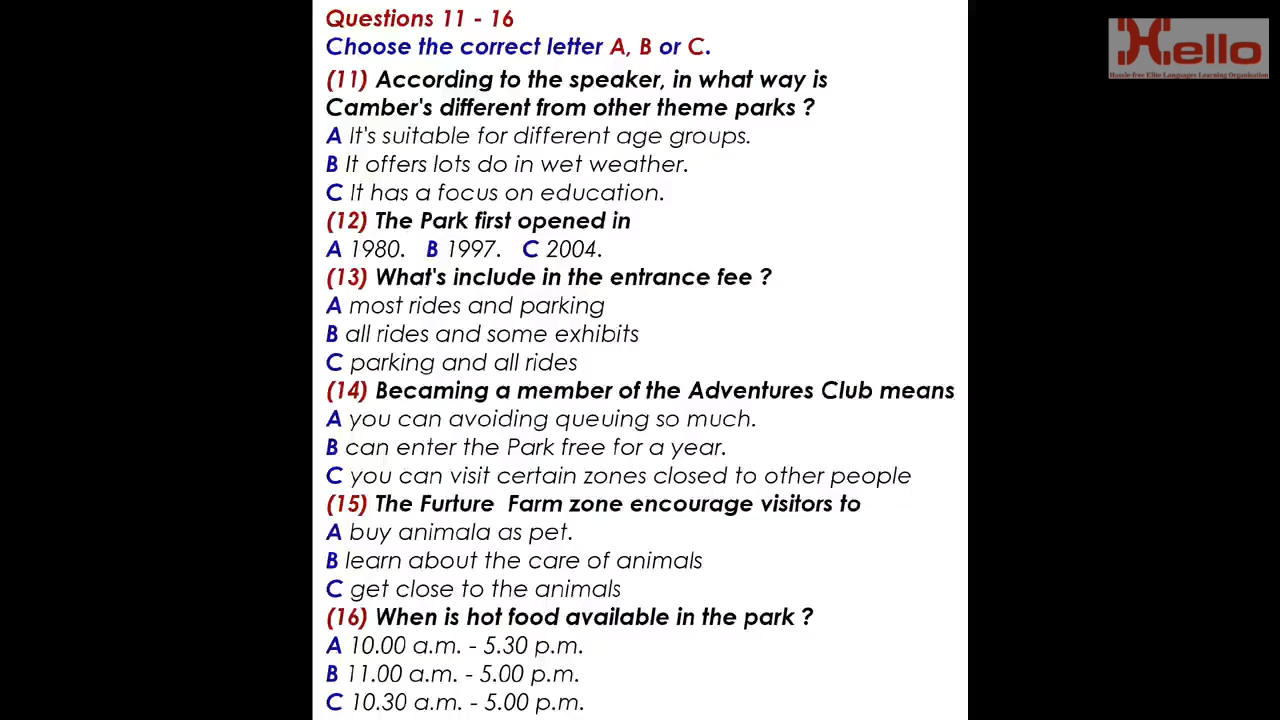 Questions 11 - 16
Choose the correct letter A, B or C.
(11) According to the speaker, in what way is
Camber's different from other theme parks ?
A It's suitable for different age groups.
B It offers lots do in wet weather.
C It has a focus on education.
(12) The Park first opened in
A 1980. B 1997. C 2004.
(13) What's include in the entrance fee ?
A most rides and parking
B all rides and some exhibits
C parking and all rides
(14) Becaming a member of the Adventures Club means
A you can avoiding queuing so much.
B can enter the Park free for a year.
C you can visit certain zones closed to other people
(15) The Furture Farm zone encourage visitors to
A buy animala as pet.
B learn about the care of animals
C get close to the animals
(16) When is hot food available in the park ?
A 10.00 a.m. - 5.30 p.m.
B 11.00 a.m. - 5.00 p.m.
C 10.30 a.m. - 5.00 p.m.
Hello
Hassle-free Elite Languages Learning Organisation